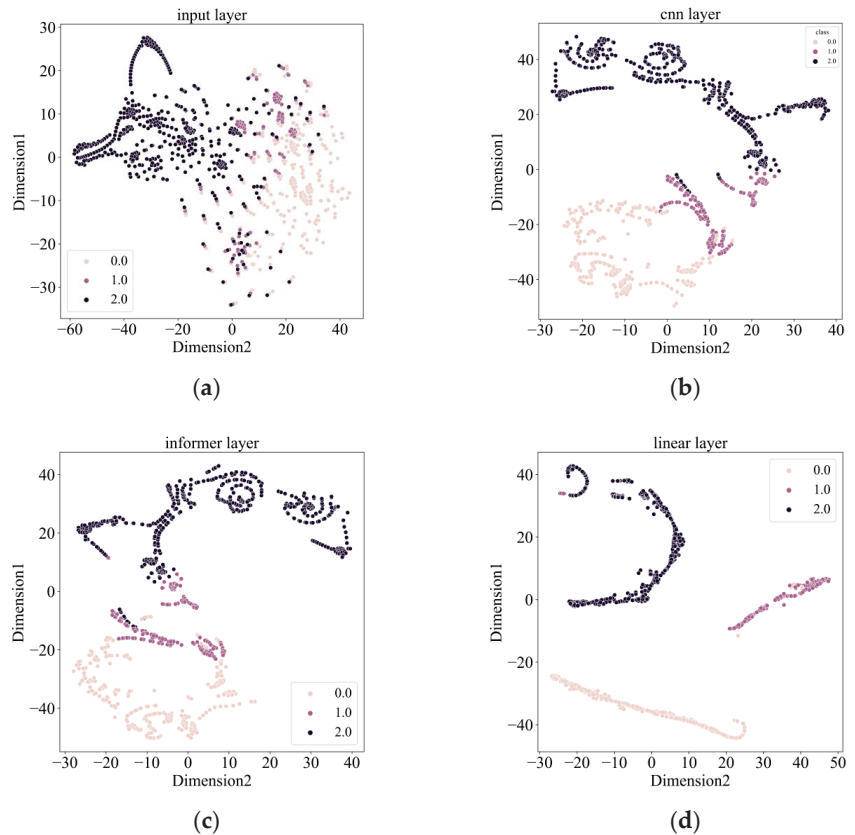 input layer
30
20
10
0
−10
−20
−30
Dimension1
0.0
1.0
2.0
−60 −40 −20 0 20 40
Dimension2
(a)
cnn layer
class
0.0
1.0
2.0
40
20
0
−20
−40
Dimension1
−30 −20 −10 0 10 20 30 40
Dimension2
(b)
informer layer
40
20
0
−20
−40
Dimension1
0.0
1.0
2.0
−30 −20 −10 0 10 20 30 40
Dimension2
(c)
linear layer
0.0
1.0
2.0
40
20
0
−20
−40
Dimension1
−30 −20 −10 0 10 20 30 40 50
Dimension2
(d)